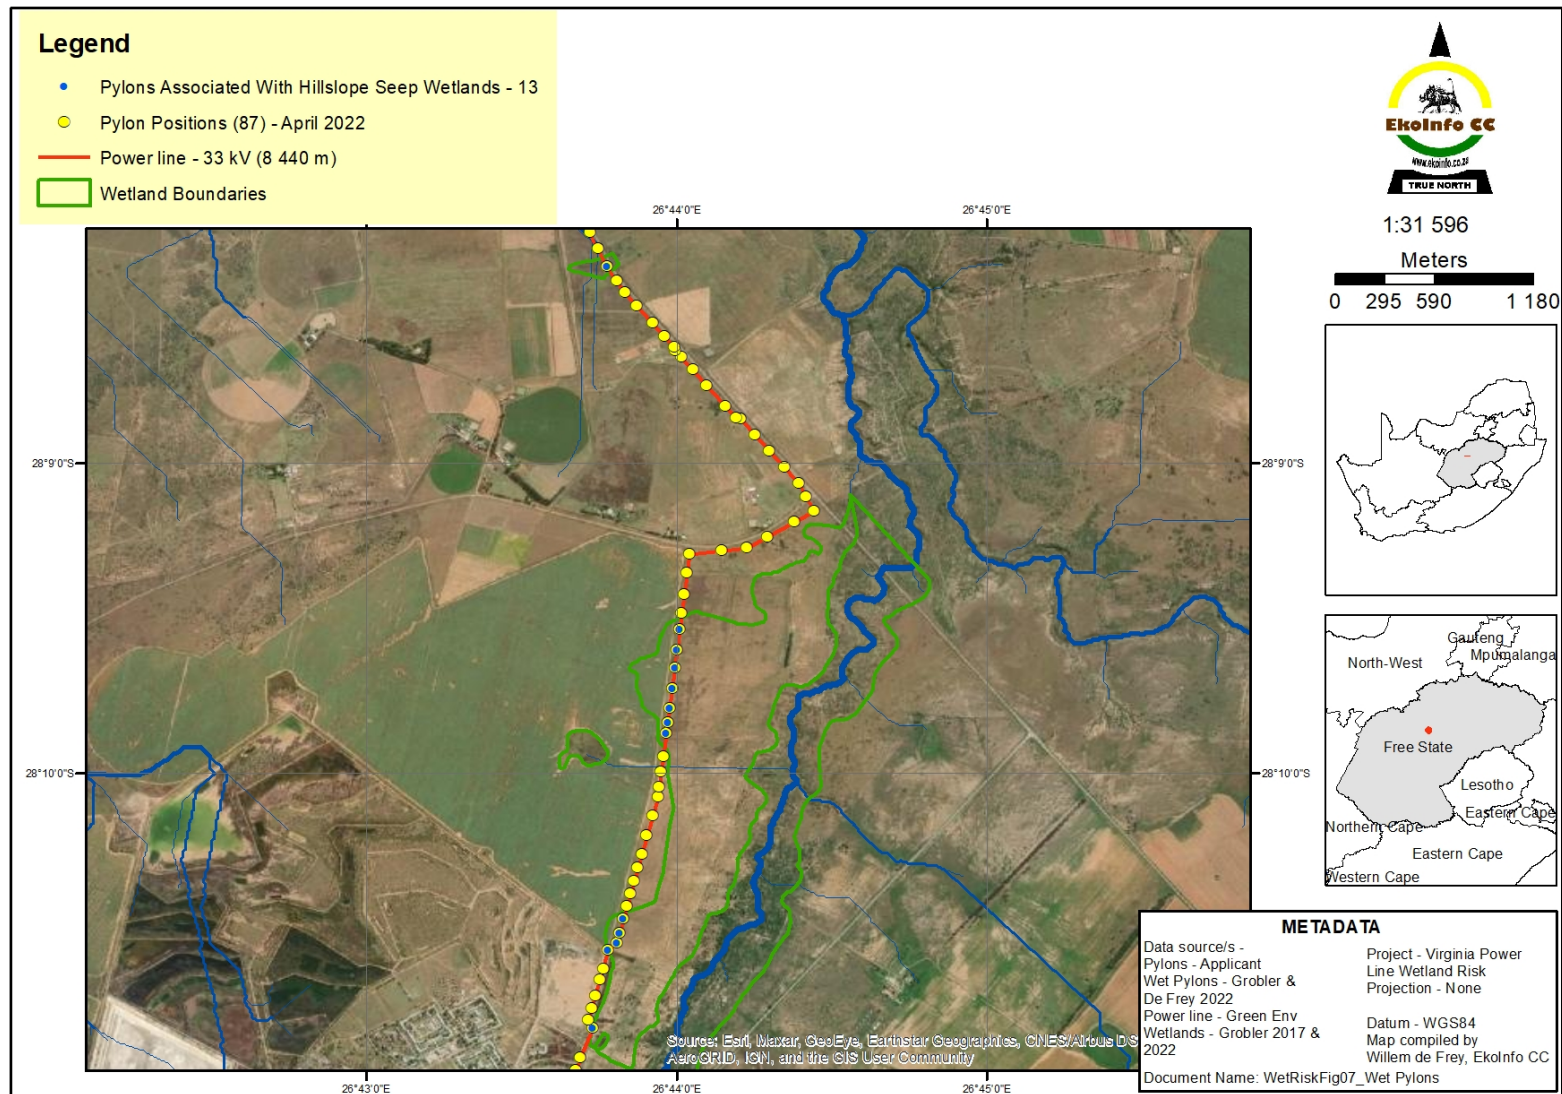 Legend
Pylons Associated With Hillslope Seep Wetlands - 13
Pylon Positions (87) - April 2022
Power line - 33 kV (8 440 m)
Wetland Boundaries
EkoInfo CC
www.ekoinfo.co.za
TRUE NORTH
1:31 596
Meters
0 295 590 1 180
26°44'0"E 26°45'0"E
28°9'0"S 28°9'0"S
28°10'0"S 28°10'0"S
26°43'0"E 26°44'0"E 26°45'0"E
Source: Esri, Maxar, GeoEye, Earthstar Geographics, CNES/Airbus DS
AeroGRID, IGN, and the GIS User Community
Gauteng
North-West
Mpumalanga
Free State
Lesotho
Eastern Cape
Northern Cape
Eastern Cape
Western Cape
METADATA
Data source/s -
Pylons - Applicant
Wet Pylons - Grobler &
De Frey 2022
Power line - Green Env
Wetlands - Grobler 2017 &
2022
Project - Virginia Power
Line Wetland Risk
Projection - None
Datum - WGS84
Map compiled by
Willem de Frey, EkoInfo CC
Document Name: WetRiskFig07_Wet Pylons